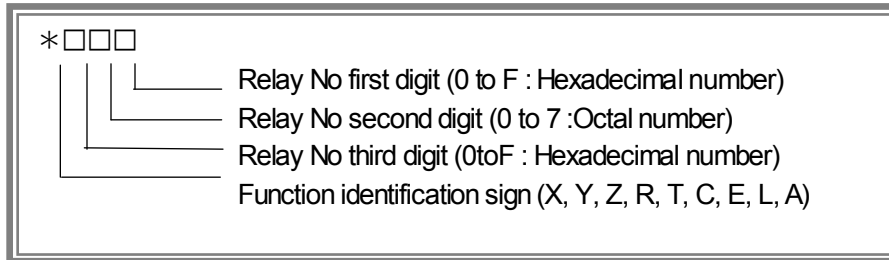 *□□□
Relay No first digit (0 to F : Hexadecimal number)
Relay No second digit (0 to 7 :Octal number)
Relay No third digit (0toF : Hexadecimal number)
Function identification sign (X, Y, Z, R, T, C, E, L, A)